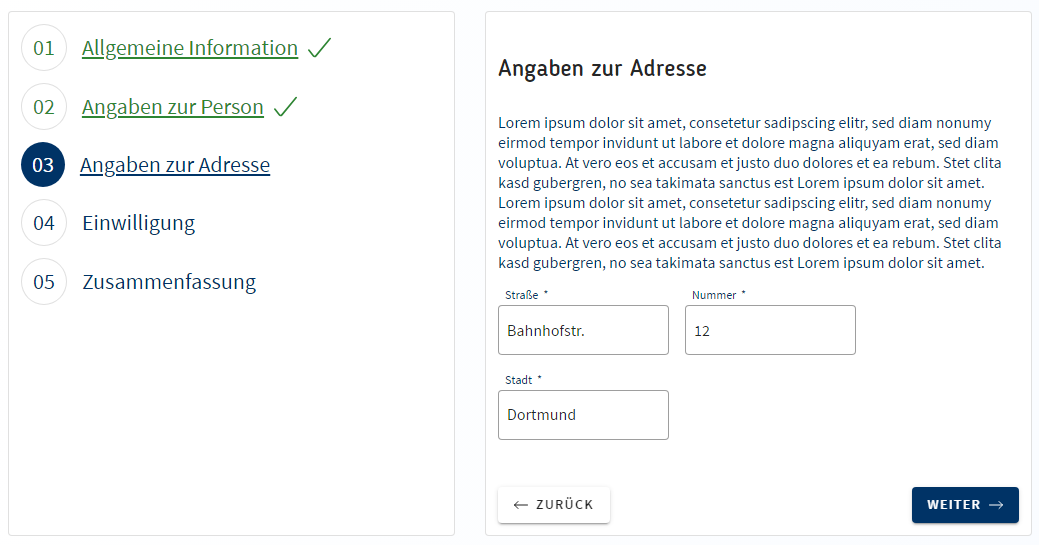 01 Allgemeine Information
02 Angaben zur Person
03 Angaben zur Adresse
04 Einwilligung
05 Zusammenfassung
Angaben zur Adresse
Lorem ipsum dolor sit amet, consetetur sadipscing elitr, sed diam nonumy
eirmod tempor invidunt ut labore et dolore magna aliquyam erat, sed diam
voluptua. At vero eos et accusam et justo duo dolores et ea rebum. Stet clita
kasd gubergren, no sea takimata sanctus est Lorem ipsum dolor sit amet.
Lorem ipsum dolor sit amet, consetetur sadipscing elitr, sed diam nonumy
eirmod tempor invidunt ut labore et dolore magna aliquyam erat, sed diam
voluptua. At vero eos et accusam et justo duo dolores et ea rebum. Stet clita
kasd gubergren, no sea takimata sanctus est Lorem ipsum dolor sit amet.
Straße * Nummer *
Bahnhofstr. 12
Stadt *
Dortmund
← ZURÜCK WEITER →